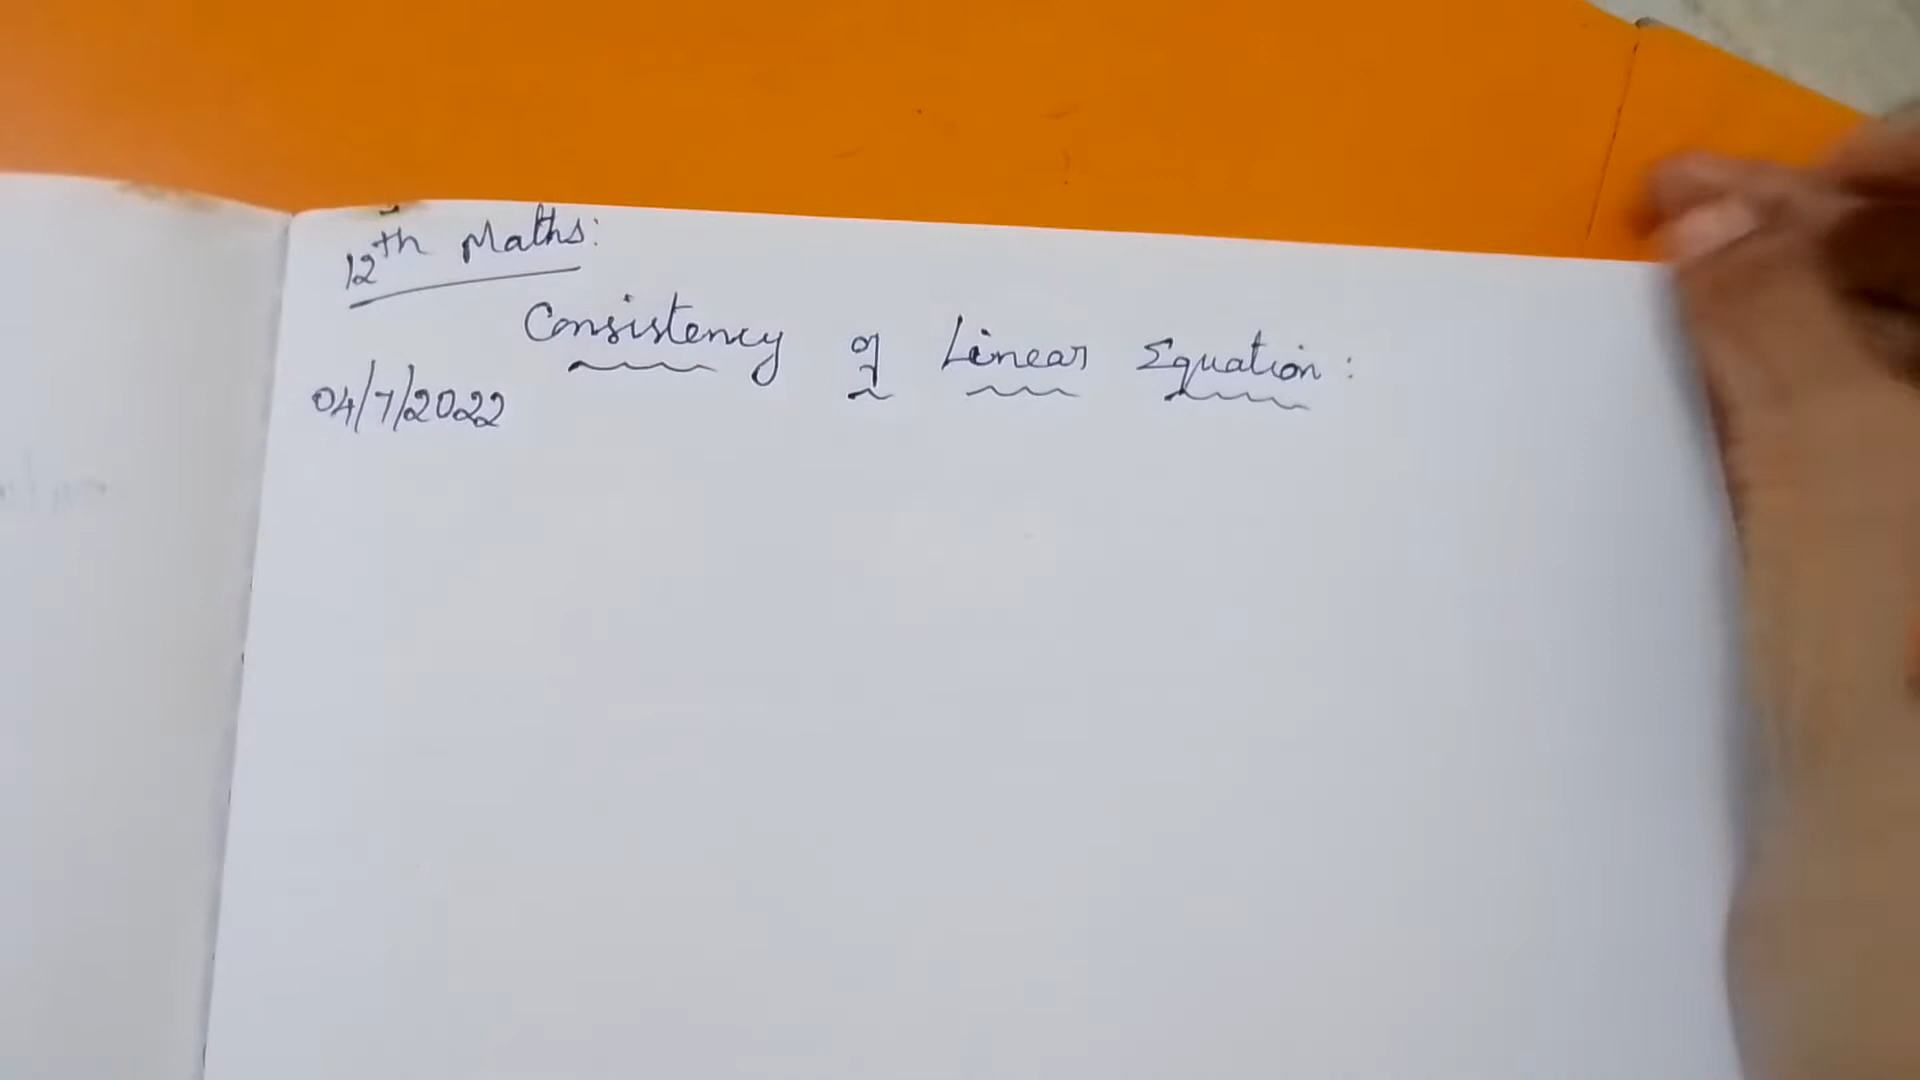 12th Maths:
Consistency of Linear Equation:
04/7/2022